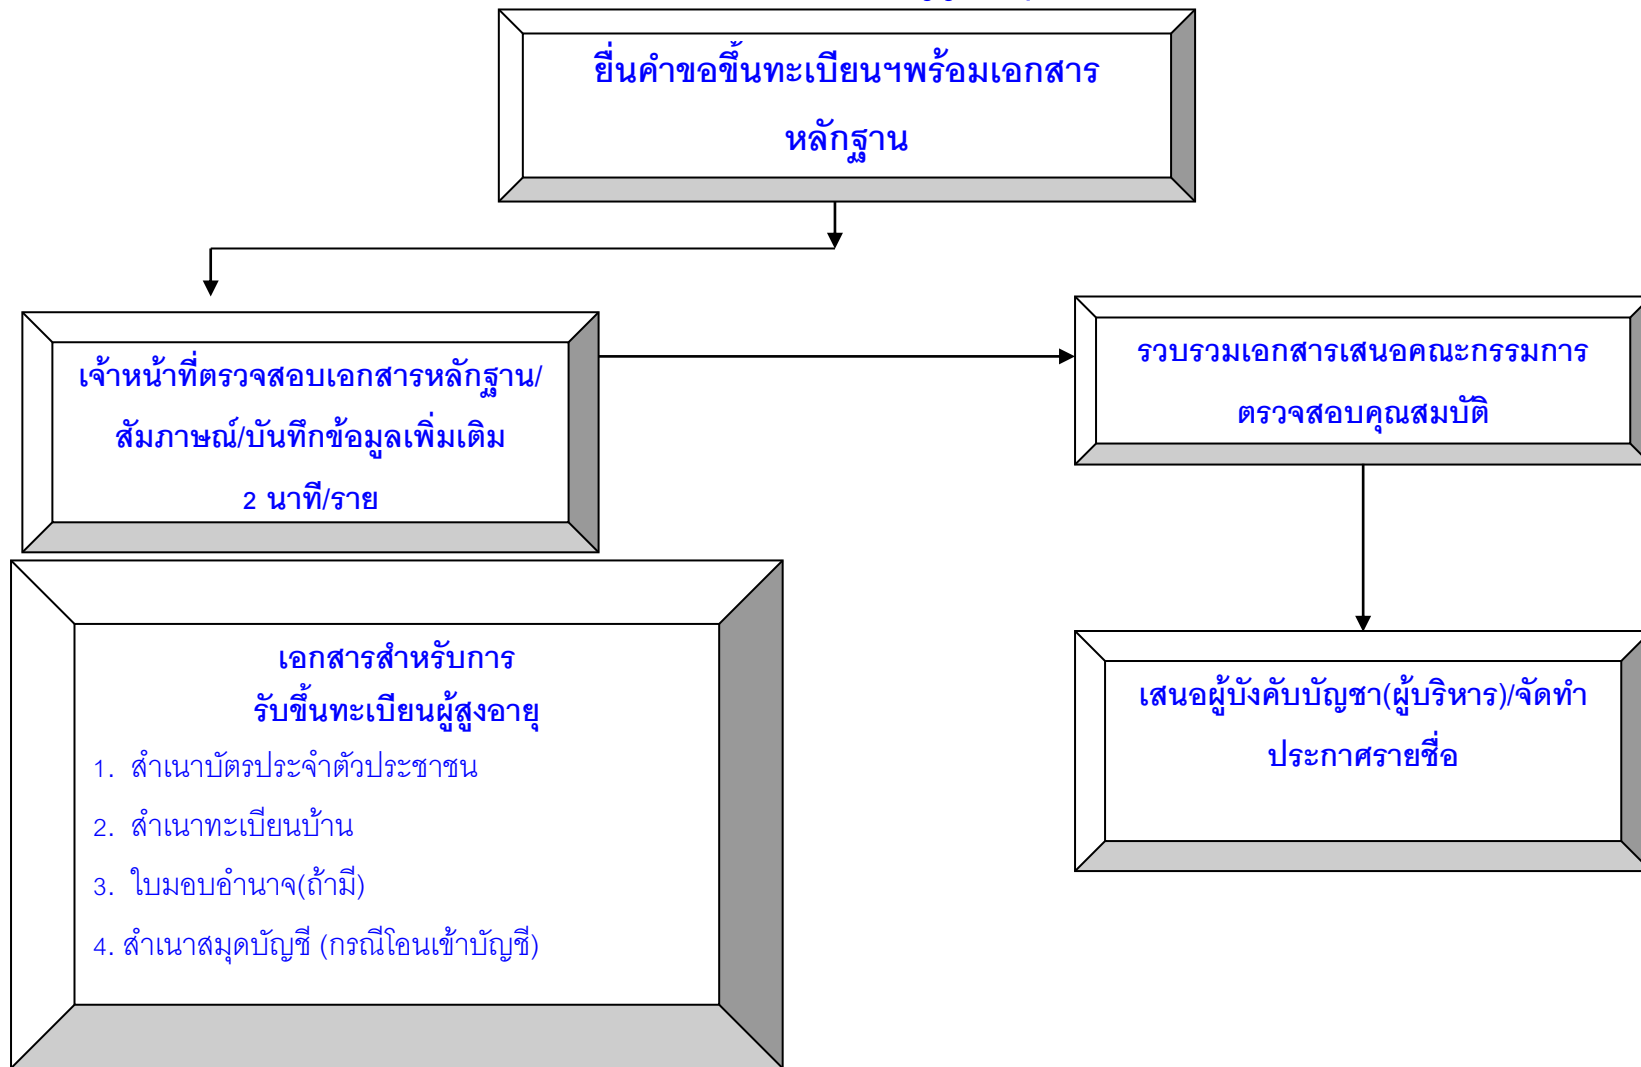 ยื่นคำขอขึ้นทะเบียนฯพร้อมเอกสาร
หลักฐาน
เจ้าหน้าที่ตรวจสอบเอกสารหลักฐาน/
สัมภาษณ์/บันทึกข้อมูลเพิ่มเติม
2 นาที/ราย
รวบรวมเอกสารเสนอคณะกรรมการ
ตรวจสอบคุณสมบัติ
เอกสารสำหรับการ
รับขึ้นทะเบียนผู้สูงอายุ
1. สำเนาบัตรประจำตัวประชาชน
2. สำเนาทะเบียนบ้าน
3. ใบมอบอำนาจ(ถ้ามี)
4. สำเนาสมุดบัญชี (กรณีโอนเข้าบัญชี)
เสนอผู้บังคับบัญชา(ผู้บริหาร)/จัดทำ
ประกาศรายชื่อ